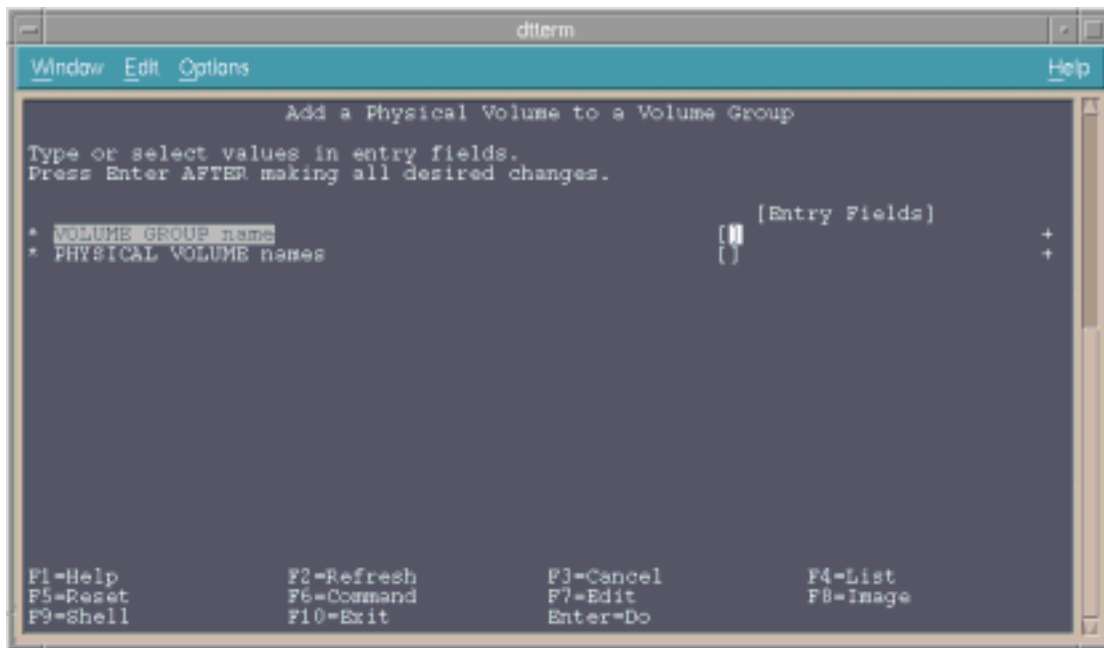 dtterm
Window Edit Options Help
Add a Physical Volume to a Volume Group
Type or select values in entry fields.
Press Enter AFTER making all desired changes.
[Entry Fields]
* VOLUME GROUP name [] +
* PHYSICAL VOLUME names [] +
F1=Help F2=Refresh F3=Cancel F4=List
F5=Reset F6=Command F7=Edit F8=Image
F9=Shell F10=Exit Enter=Do